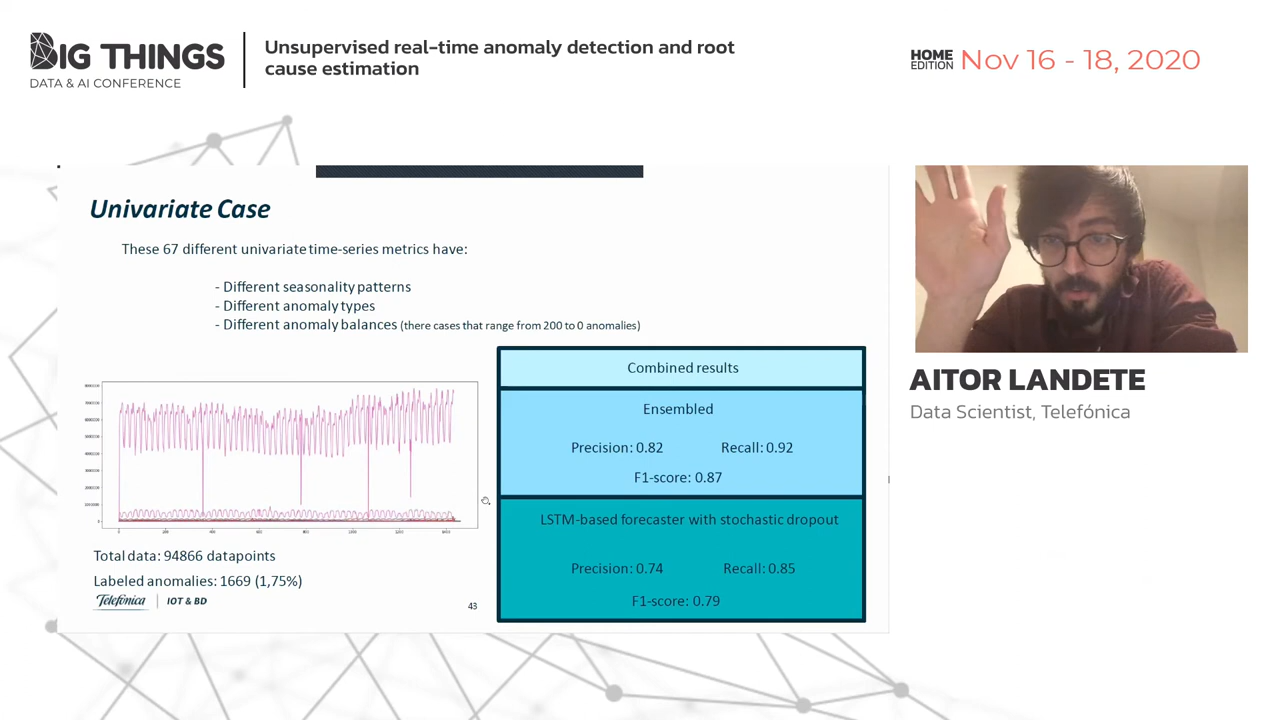 BIG THINGS
DATA & AI CONFERENCE
Unsupervised real-time anomaly detection and root
cause estimation
HOME
EDITION
Nov 16 - 18, 2020
Univariate Case
These 67 different univariate time-series metrics have:
- Different seasonality patterns
- Different anomaly types
- Different anomaly balances (there cases that range from 200 to 0 anomalies)
Combined results
Ensembled
Precision: 0.82 Recall: 0.92
F1-score: 0.87
LSTM-based forecaster with stochastic dropout
Precision: 0.74 Recall: 0.85
F1-score: 0.79
Total data: 94866 datapoints
Labeled anomalies: 1669 (1,75%)
Telefónica | IOT & BD
43
AITOR LANDETE
Data Scientist, Telefónica